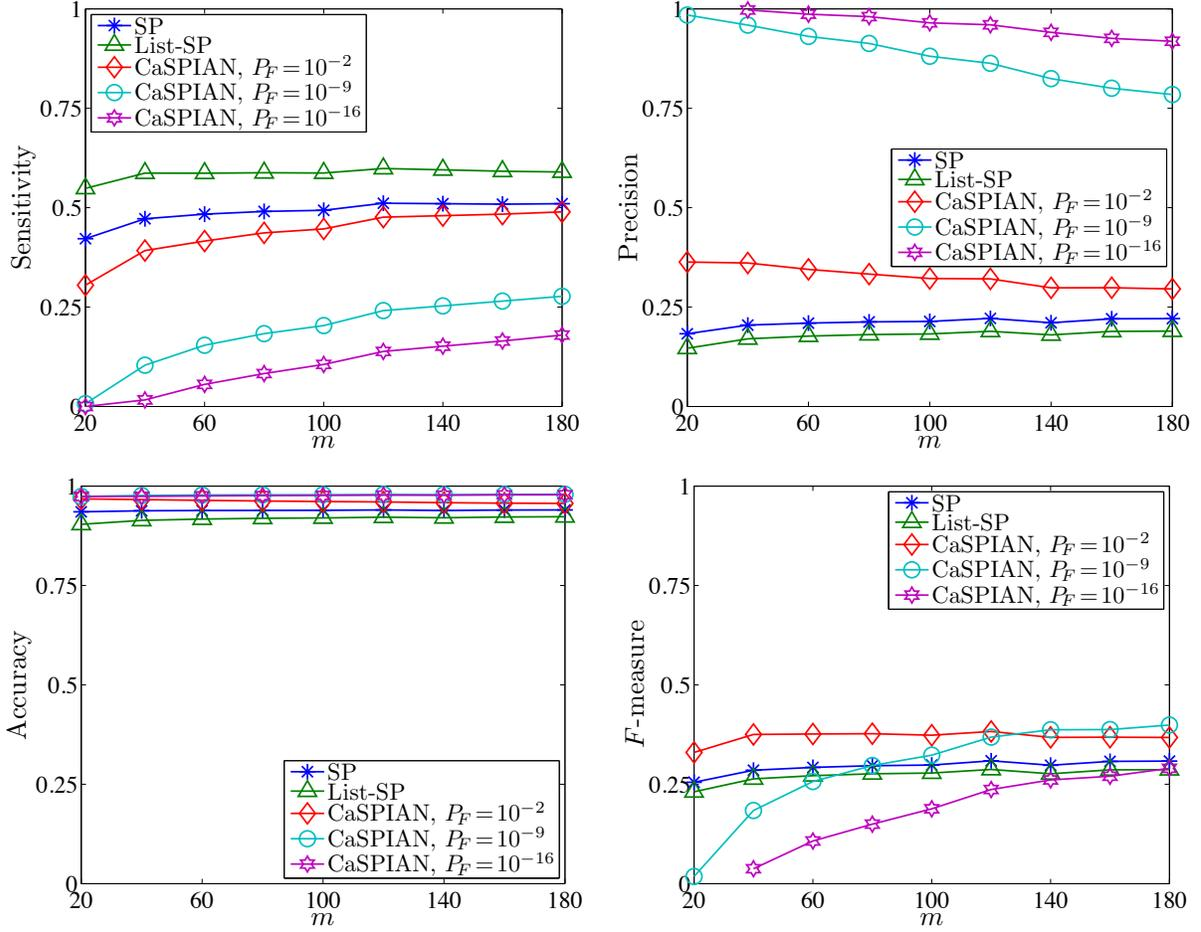 1
0.75
0.5
0.25
0
Sensitivity
SP
List-SP
CaSPIAN, P_F = 10^{-2}
CaSPIAN, P_F = 10^{-9}
CaSPIAN, P_F = 10^{-16}
20 60 100 140 180
m
1
0.75
0.5
0.25
0
Precision
SP
List-SP
CaSPIAN, P_F = 10^{-2}
CaSPIAN, P_F = 10^{-9}
CaSPIAN, P_F = 10^{-16}
20 60 100 140 180
m
1
0.75
0.5
0.25
0
Accuracy
SP
List-SP
CaSPIAN, P_F = 10^{-2}
CaSPIAN, P_F = 10^{-9}
CaSPIAN, P_F = 10^{-16}
20 60 100 140 180
m
1
0.75
0.5
0.25
0
F-measure
SP
List-SP
CaSPIAN, P_F = 10^{-2}
CaSPIAN, P_F = 10^{-9}
CaSPIAN, P_F = 10^{-16}
20 60 100 140 180
m